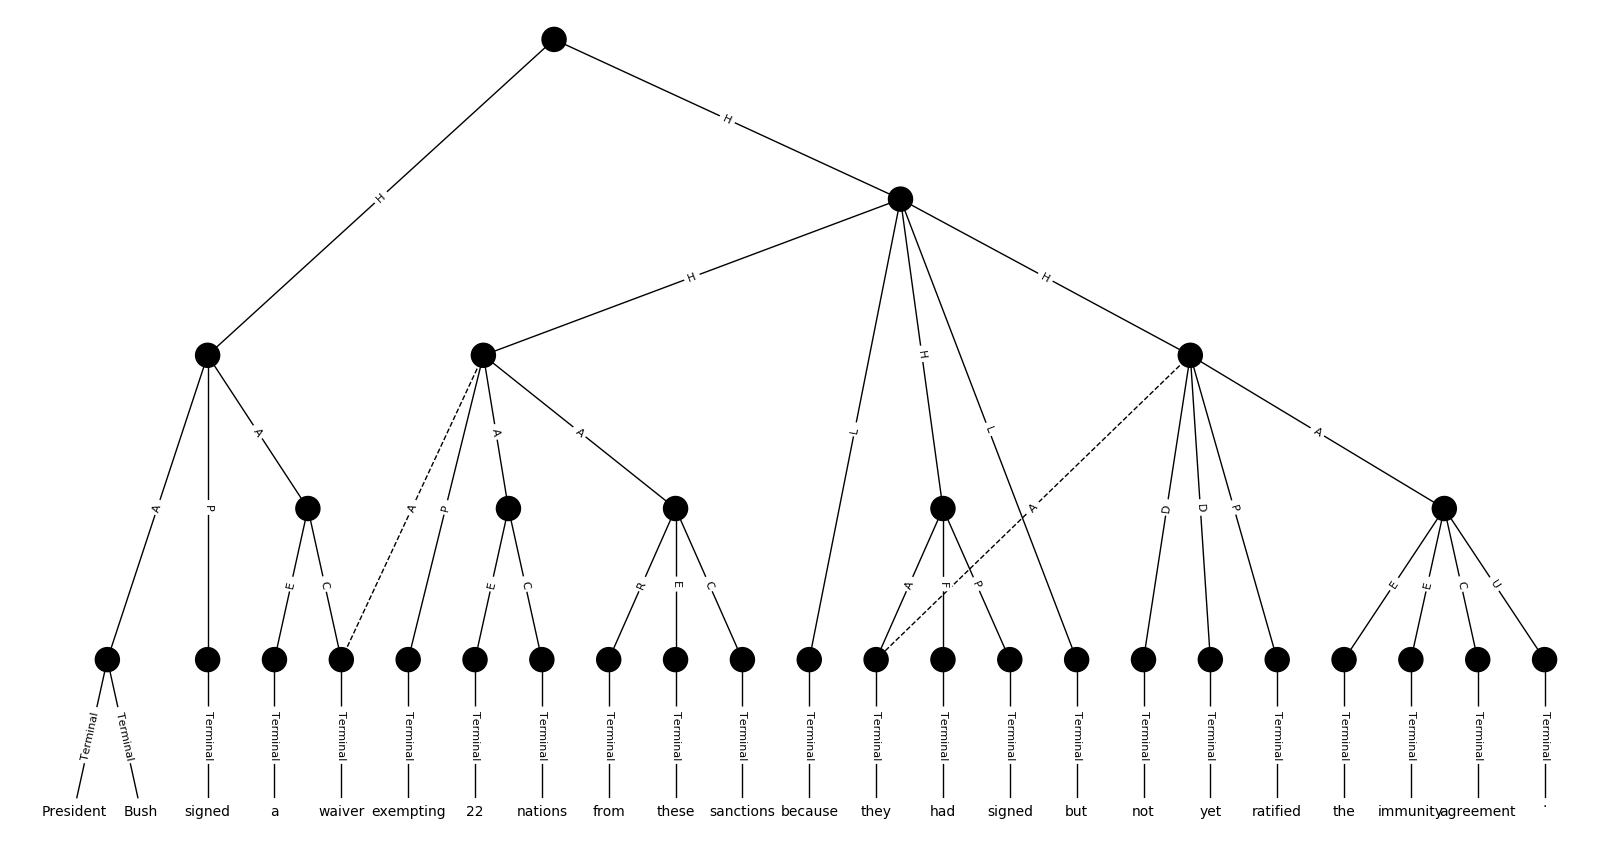 H
H
H
H
A
A
A
A
L
H
L
A
P
A
P
A
D
D
P
E
C
E
C
R
E
C
A
F
P
E
E
C
U
Terminal Terminal Terminal Terminal Terminal Terminal Terminal Terminal Terminal Terminal Terminal Terminal Terminal Terminal Terminal Terminal Terminal Terminal Terminal Terminal Terminal Terminal Terminal
President Bush signed a waiver exempting 22 nations from these sanctions because they had signed but not yet ratified the immunity agreement .